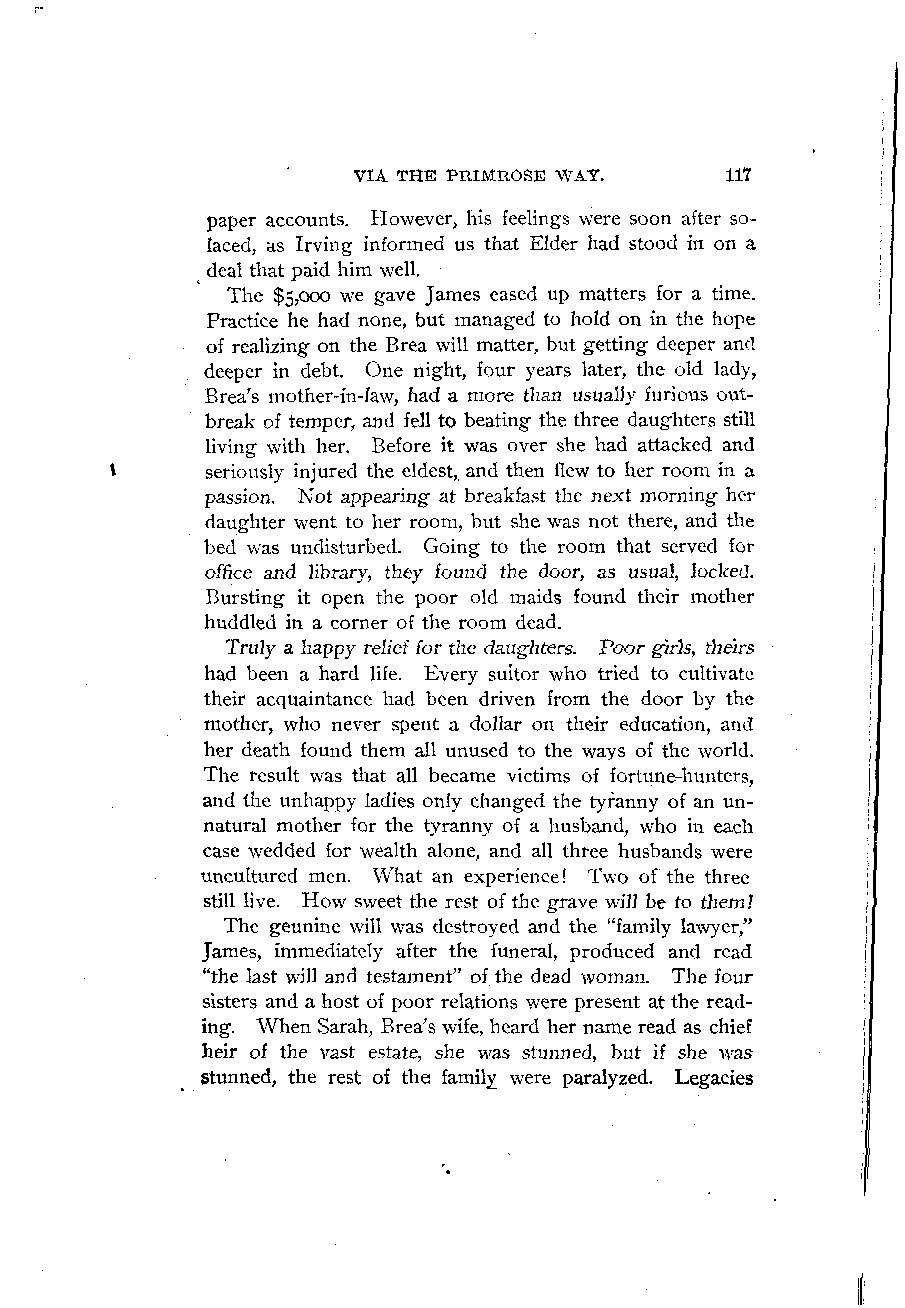 VIA THE PRIMROSE WAY. 117
paper accounts. However, his feelings were soon after so-
laced, as Irving informed us that Elder had stood in on a
deal that paid him well.
The $5,000 we gave James eased up matters for a time.
Practice he had none, but managed to hold on in the hope
of realizing on the Brea will matter, but getting deeper and
deeper in debt. One night, four years later, the old lady,
Brea's mother-in-law, had a more than usually furious out-
break of temper, and fell to beating the three daughters still
living with her. Before it was over she had attacked and
seriously injured the eldest, and then flew to her room in a
passion. Not appearing at breakfast the next morning her
daughter went to her room, but she was not there, and the
bed was undisturbed. Going to the room that served for
office and library, they found the door, as usual, locked.
Bursting it open the poor old maids found their mother
huddled in a corner of the room dead.
Truly a happy relief for the daughters. Poor girls, theirs
had been a hard life. Every suitor who tried to cultivate
their acquaintance had been driven from the door by the
mother, who never spent a dollar on their education, and
her death found them all unused to the ways of the world.
The result was that all became victims of fortune-hunters,
and the unhappy ladies only changed the tyranny of an un-
natural mother for the tyranny of a husband, who in each
case wedded for wealth alone, and all three husbands were
uncultured men. What an experience! Two of the three
still live. How sweet the rest of the grave will be to them!
The geunine will was destroyed and the "family lawyer,"
James, immediately after the funeral, produced and read
"the last will and testament" of the dead woman. The four
sisters and a host of poor relations were present at the read-
ing. When Sarah, Brea's wife, heard her name read as chief
heir of the vast estate, she was stunned, but if she was
stunned, the rest of the family were paralyzed. Legacies